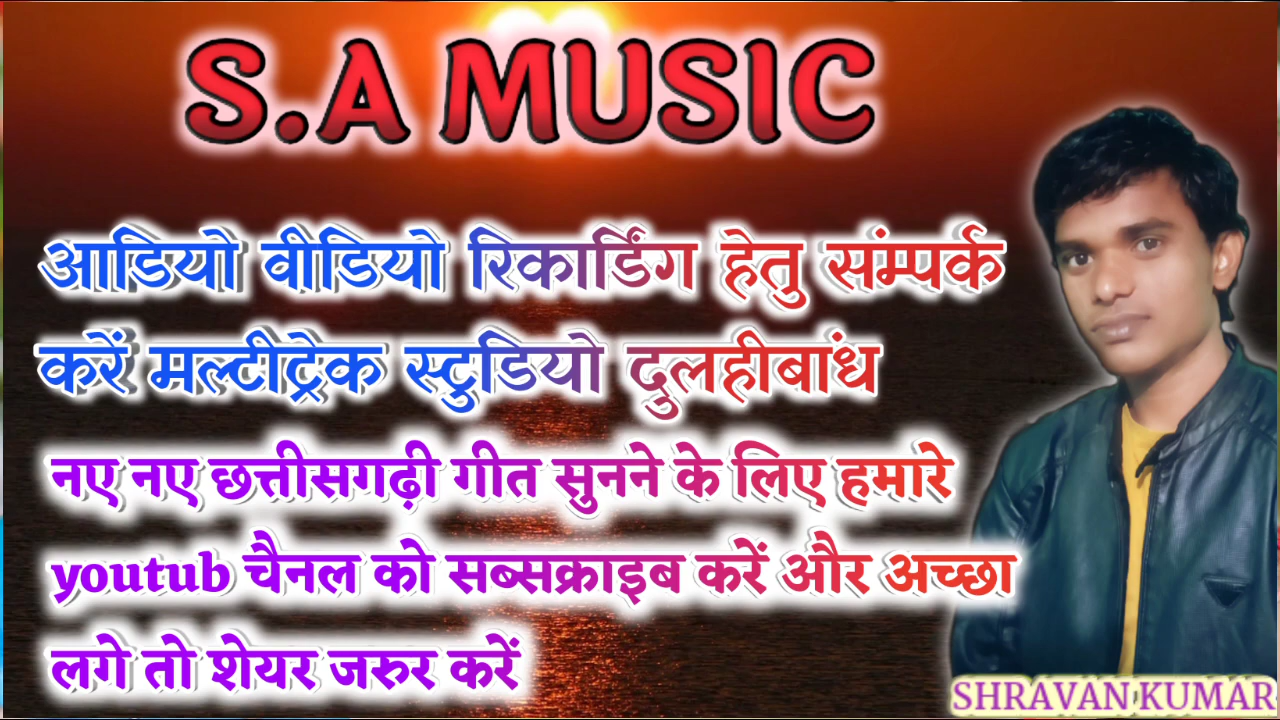 S.A MUSIC
आडियो वीडियो रिकार्डिंग हेतु संम्पर्क
करें मल्टीट्रेक स्टुडियो दुलहीबांध
नए नए छत्तीसगढ़ी गीत सुनने के लिए हमारे
youtub चैनल को सब्सक्राइब करें और अच्छा
लगे तो शेयर जरुर करें
SHRAVAN KUMAR